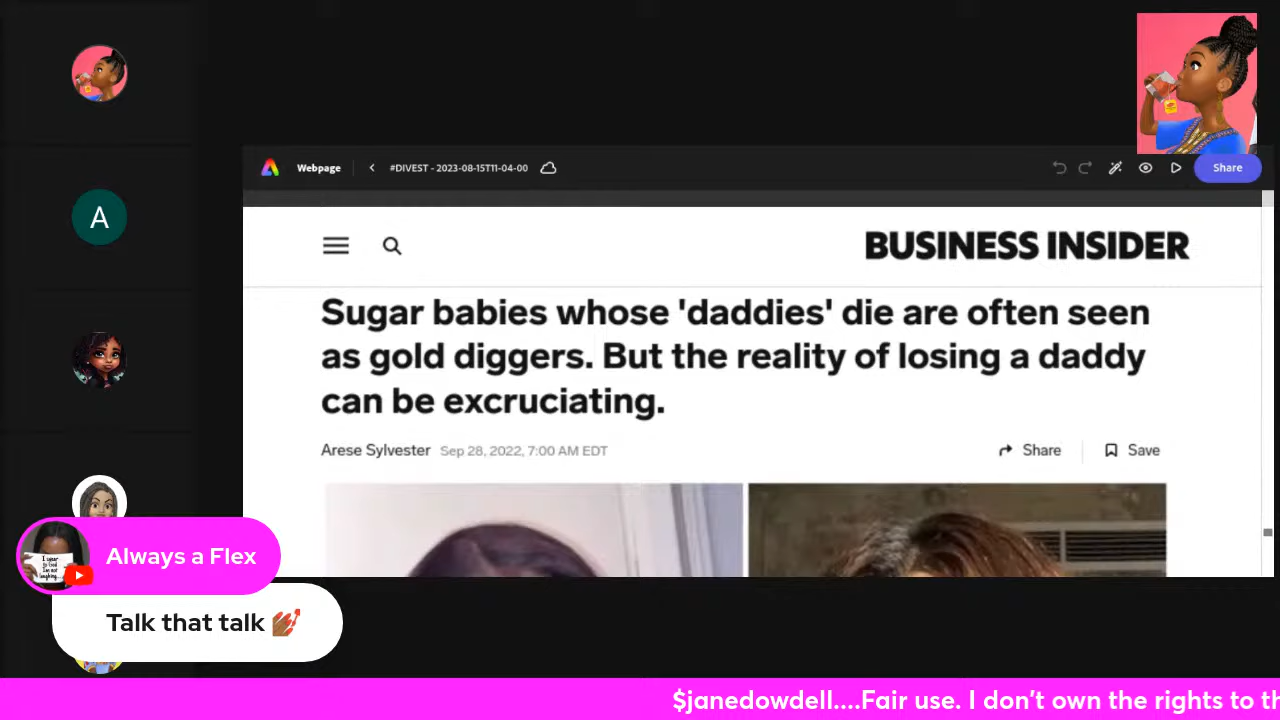 Webpage
#DIVEST - 2023-08-15T11-04-00
Share
A
BUSINESS INSIDER
Sugar babies whose 'daddies' die are often seen
as gold diggers. But the reality of losing a daddy
can be excruciating.
Arese Sylvester Sep 28, 2022, 7:00 AM EDT
Share
Save
Always a Flex
Talk that talk 💅🏾
$janedowdell....Fair use. I don't own the rights to th